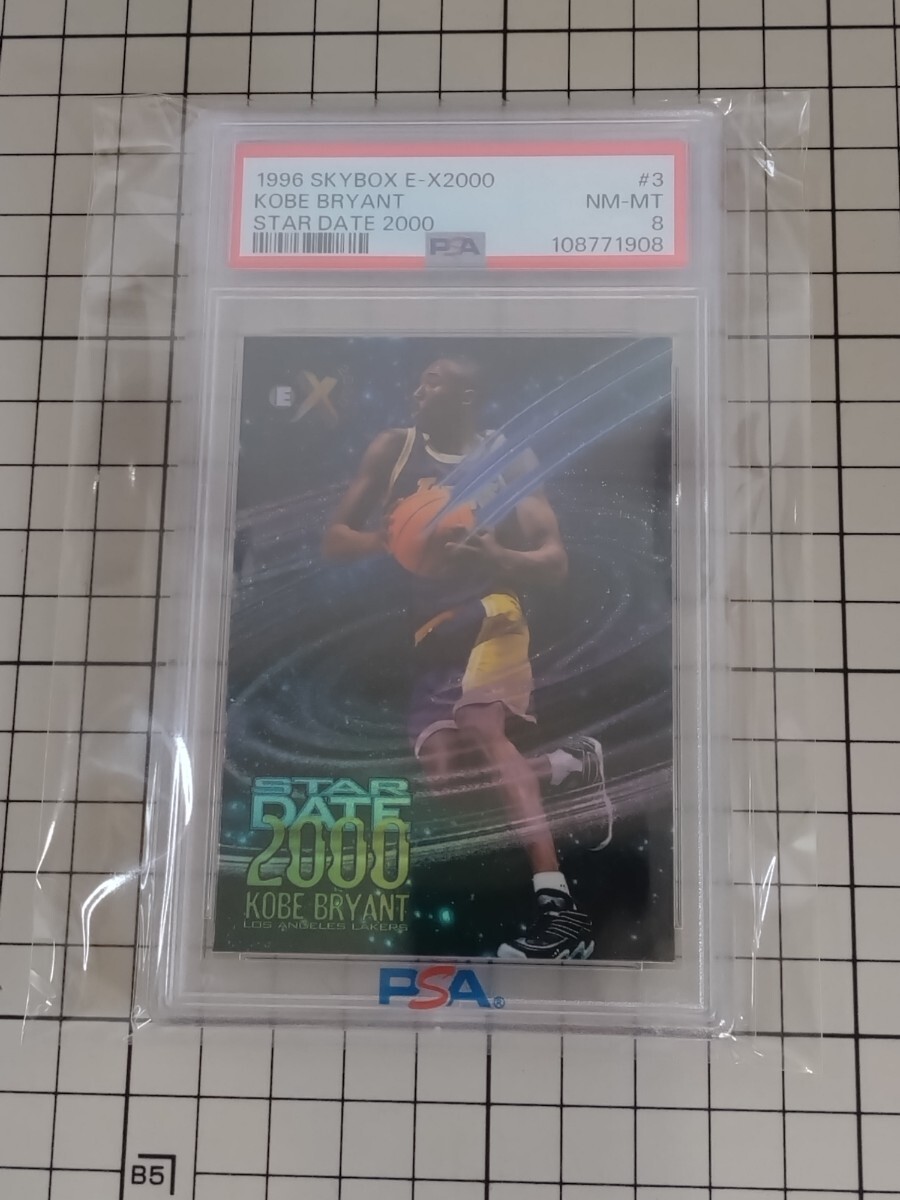 1996 SKYBOX E-X2000 #3
KOBE BRYANT NM-MT
STAR DATE 2000 8
PSA 108771908
E X
STAR
DATE
2000
KOBE BRYANT
LOS ANGELES LAKERS
PSA®
B5